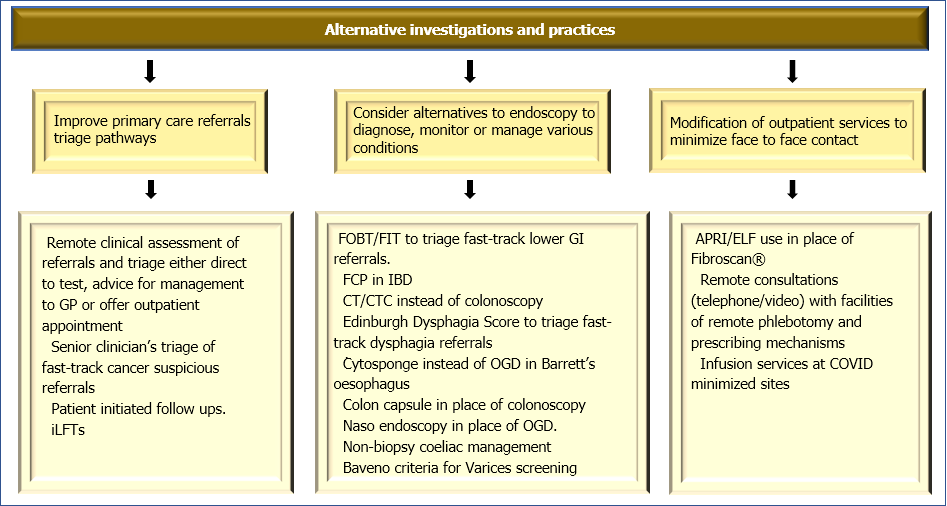 Alternative investigations and practices
Improve primary care referrals
triage pathways
Consider alternatives to endoscopy to
diagnose, monitor or manage various
conditions
Modification of outpatient services to
minimize face to face contact
Remote clinical assessment of
referrals and triage either direct
to test, advice for management
to GP or offer outpatient
appointment
Senior clinician's triage of
fast-track cancer suspicious
referrals
Patient initiated follow ups.
iLFTs
FOBT/FIT to triage fast-track lower GI
referrals.
FCP in IBD
CT/CTC instead of colonoscopy
Edinburgh Dysphagia Score to triage fast-
track dysphagia referrals
Cytosponge instead of OGD in Barrett's
oesophagus
Colon capsule in place of colonoscopy
Naso endoscopy in place of OGD.
Non-biopsy coeliac management
Baveno criteria for Varices screening
APRI/ELF use in place of
Fibroscan®
Remote consultations
(telephone/video) with facilities
of remote phlebotomy and
prescribing mechanisms
Infusion services at COVID
minimized sites